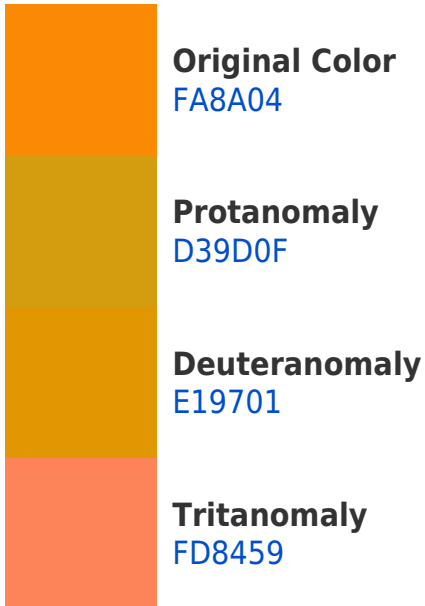 Original Color
FA8A04
Protanomaly
D39D0F
Deuteranomaly
E19701
Tritanomaly
FD8459